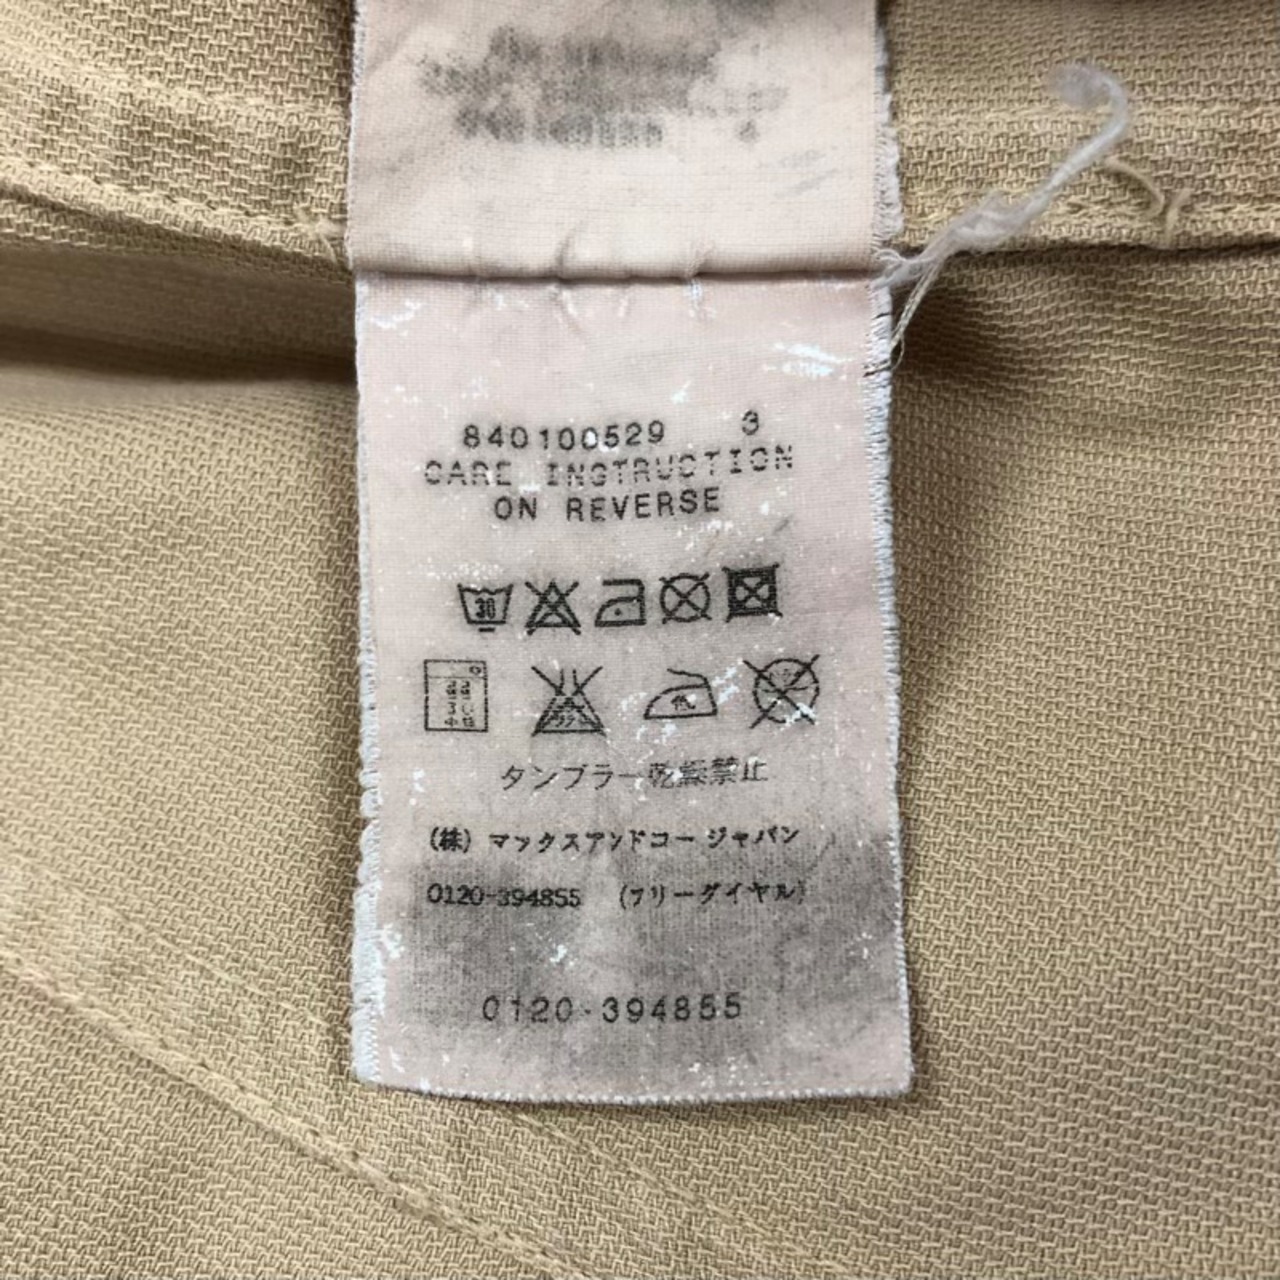 840100529 3
CARE INSTRUCTION
ON REVERSE
30
タンブラー乾燥禁止
(株) マックスアンドコー ジャパン
0120-394855 (フリーダイヤル)
0120-394855